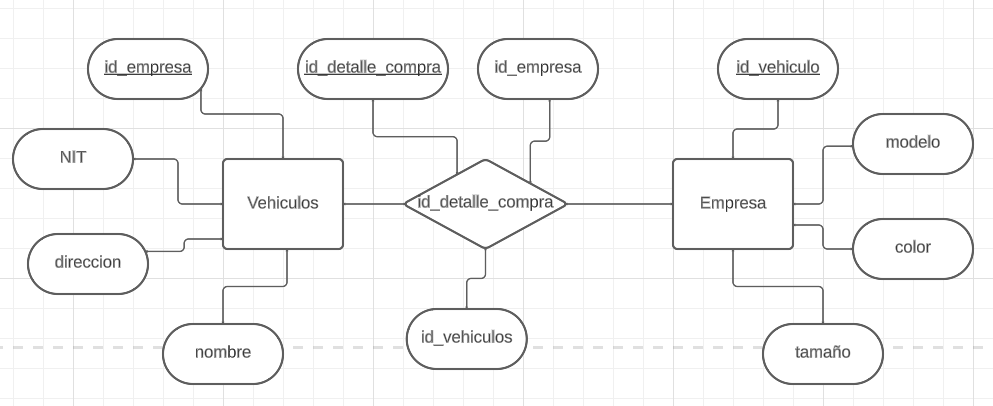 id_empresa
id_detalle_compra
id_empresa
id_vehiculo
NIT
modelo
Vehiculos
id_detalle_compra
Empresa
direccion
color
nombre
id_vehiculos
tamaño